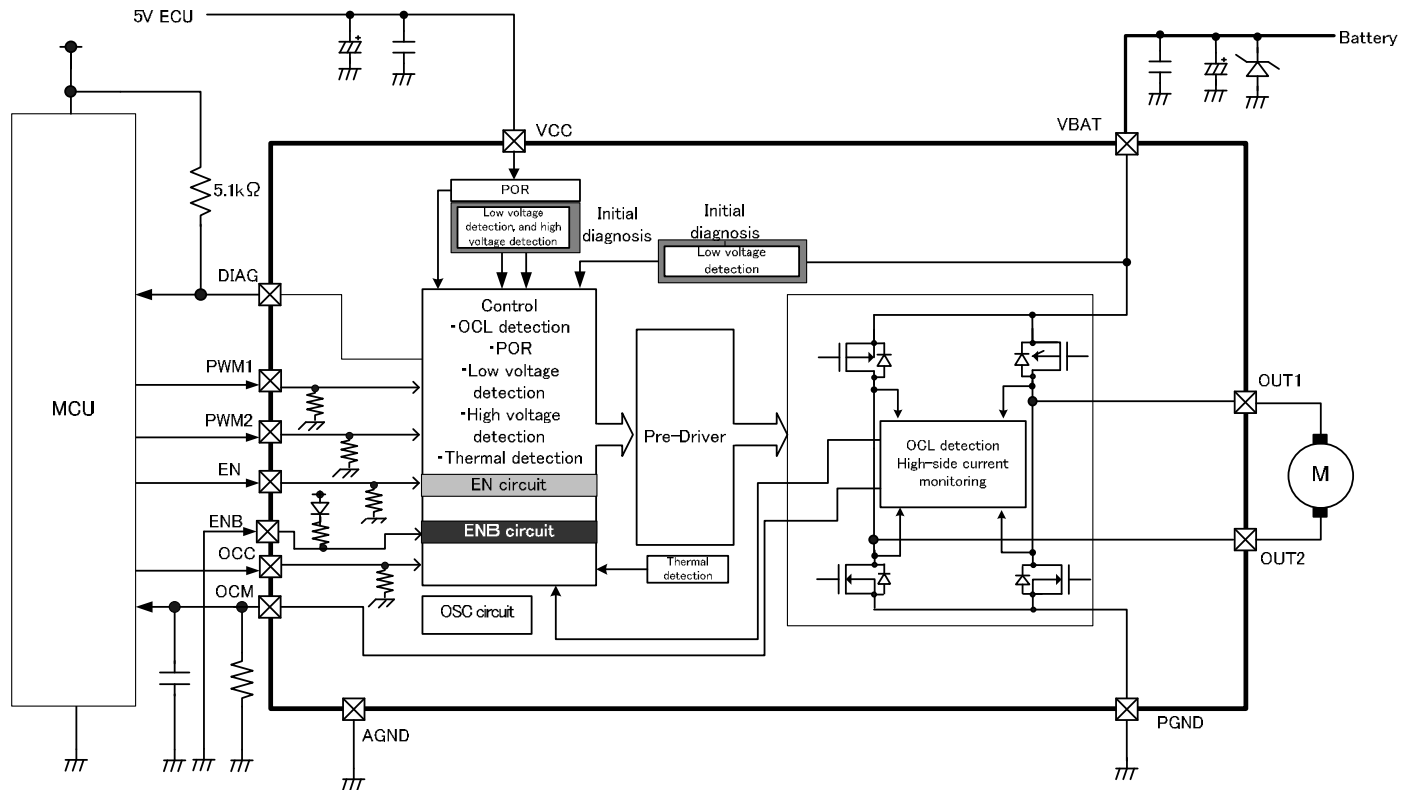 5V ECU
Battery
VCC
VBAT
5.1kΩ
POR
Low voltage
detection, and high
voltage detection
Initial
diagnosis
Initial
diagnosis
Low voltage
detection
DIAG
Control
・OCL detection
・POR
・Low voltage
detection
・High voltage
detection
・Thermal detection
EN circuit
ENB circuit
PWM1
PWM2
EN
ENB
OCC
OCM
MCU
Pre-Driver
OCL detection
High-side current
monitoring
OUT1
M
OUT2
Thermal
detection
OSC circuit
AGND
PGND